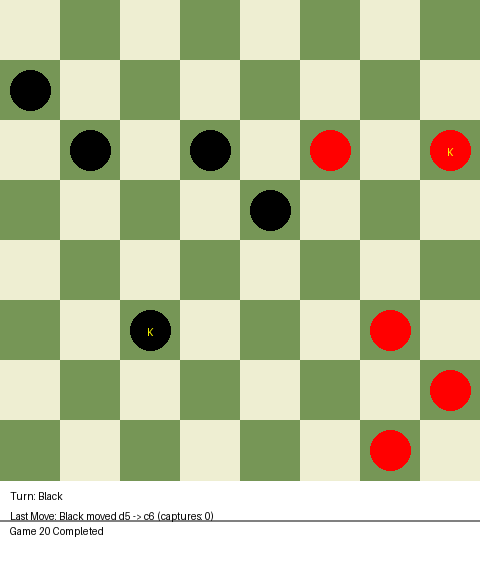 K
K
Turn: Black
Last Move: Black moved d5 -> c6 (captures: 0)
Game 20 Completed